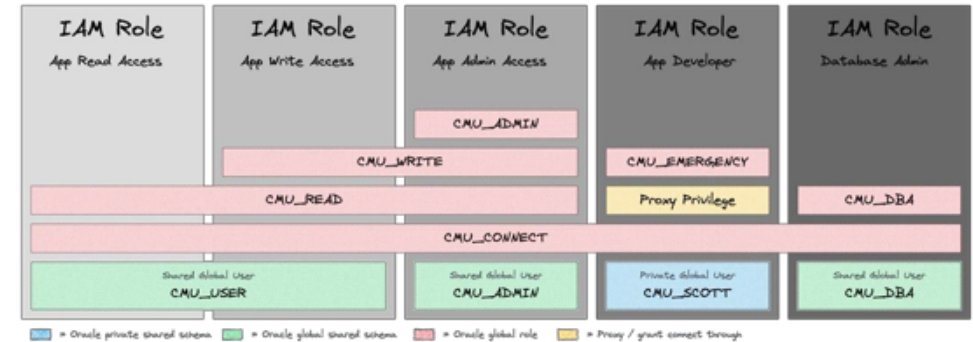 IAM Role
App Read Access
IAM Role
App Write Access
IAM Role
App Admin Access
IAM Role
App Developer
IAM Role
Database Admin
CMU_ADMIN
CMU_WRITE
CMU_EMERGENCY
CMU_READ
Proxy Privilege
CMU_DBA
CMU_CONNECT
Shared Global User
CMU_USER
Shared Global User
CMU_ADMIN
Private Global User
CMU_SCOTT
Shared Global User
CMU_DBA
= Oracle private shared schema
= Oracle global shared schema
= Oracle global role
= Proxy / grant connect through